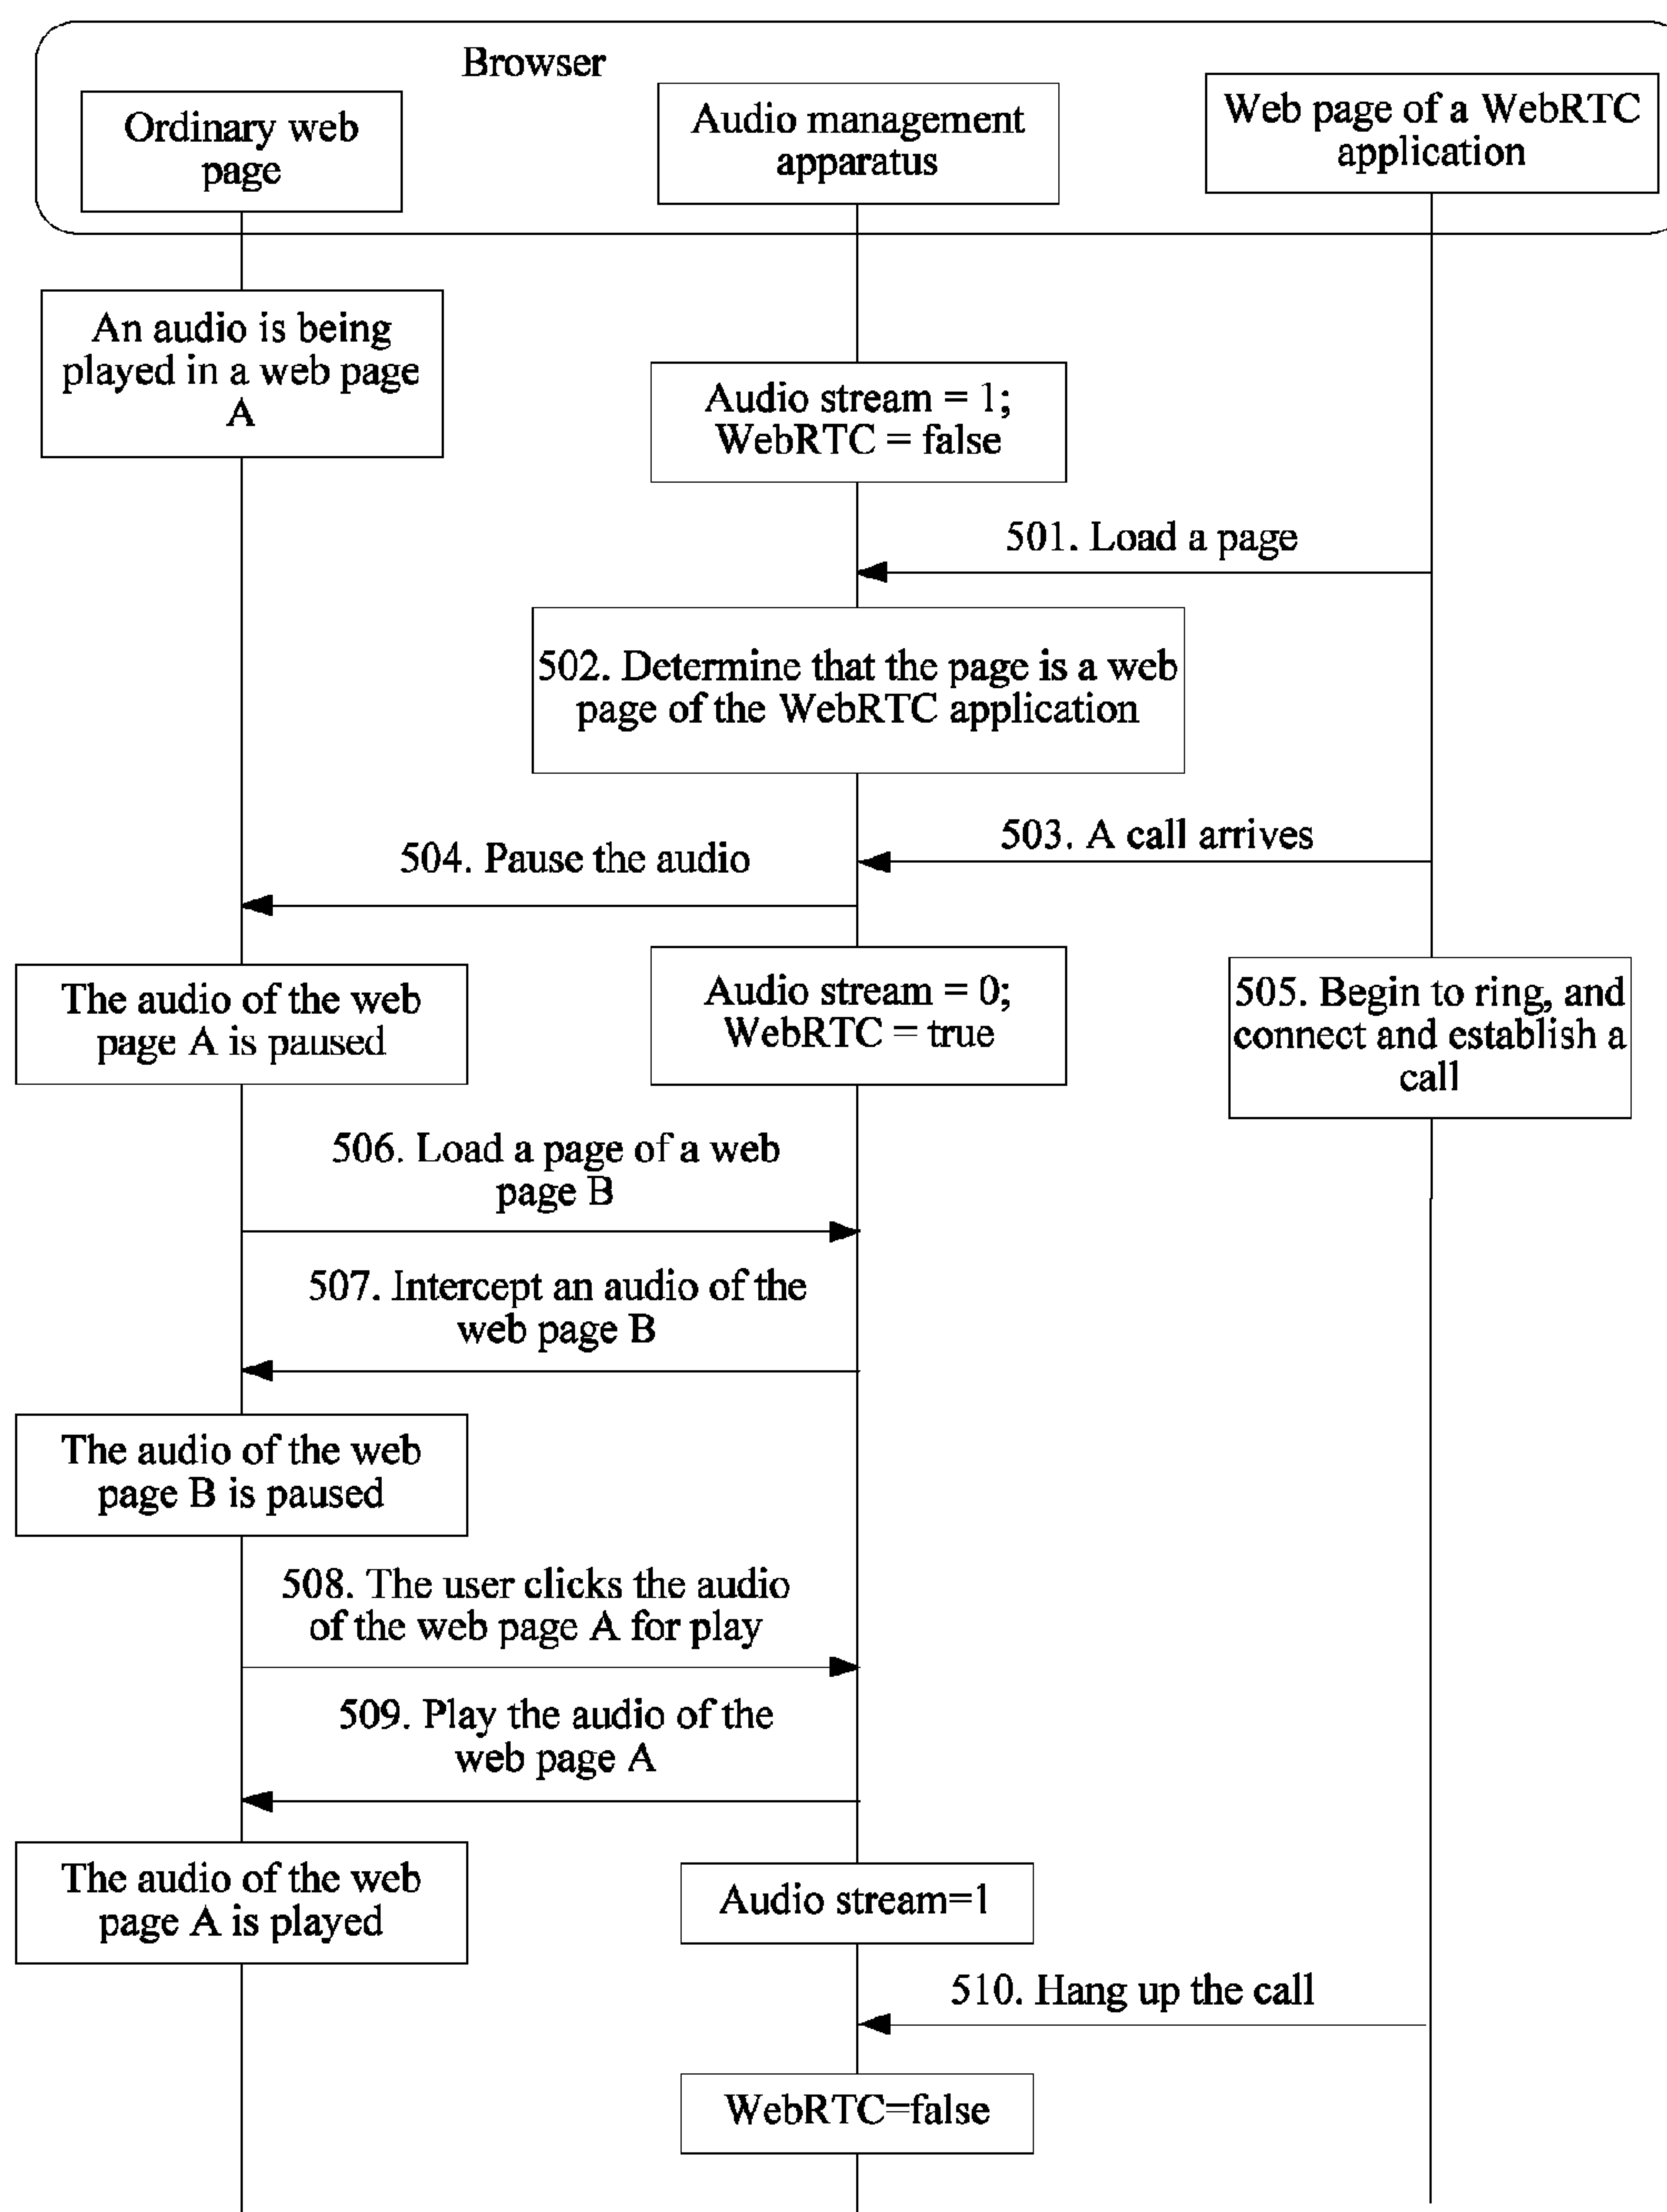 Browser
Ordinary web
page
Audio management
apparatus
Web page of a WebRTC
application
An audio is being
played in a web page
A
Audio stream = 1;
WebRTC = false
501. Load a page
502. Determine that the page is a web
page of the WebRTC application
503. A call arrives
504. Pause the audio
The audio of the web
page A is paused
Audio stream = 0;
WebRTC = true
505. Begin to ring, and
connect and establish a
call
506. Load a page of a web
page B
507. Intercept an audio of the
web page B
The audio of the web
page B is paused
508. The user clicks the audio
of the web page A for play
509. Play the audio of the
web page A
The audio of the web
page A is played
Audio stream=1
510. Hang up the call
WebRTC=false